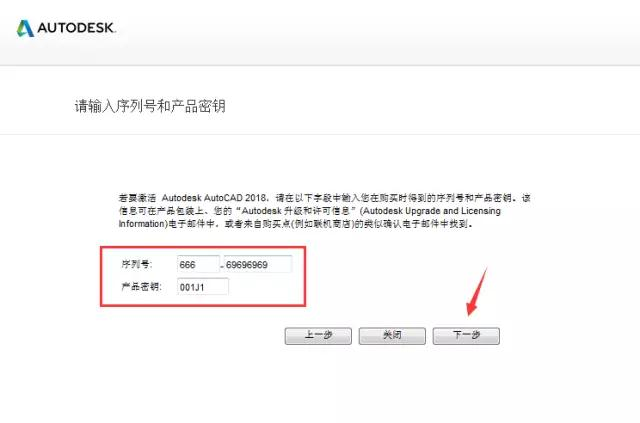 AUTODESK.
请输入序列号和产品密钥
若要激活 Autodesk AutoCAD 2018，请在以下字段中输入您在购买时得到的序列号和产品密钥。该
信息可在产品包装上、您的“Autodesk 升级和许可信息”(Autodesk Upgrade and Licensing
Information)电子邮件中，或者来自购买点(例如联机商店)的类似确认电子邮件中找到。
序列号: 666 - 69696969
产品密钥: 001J1
上一步 关闭 下一步